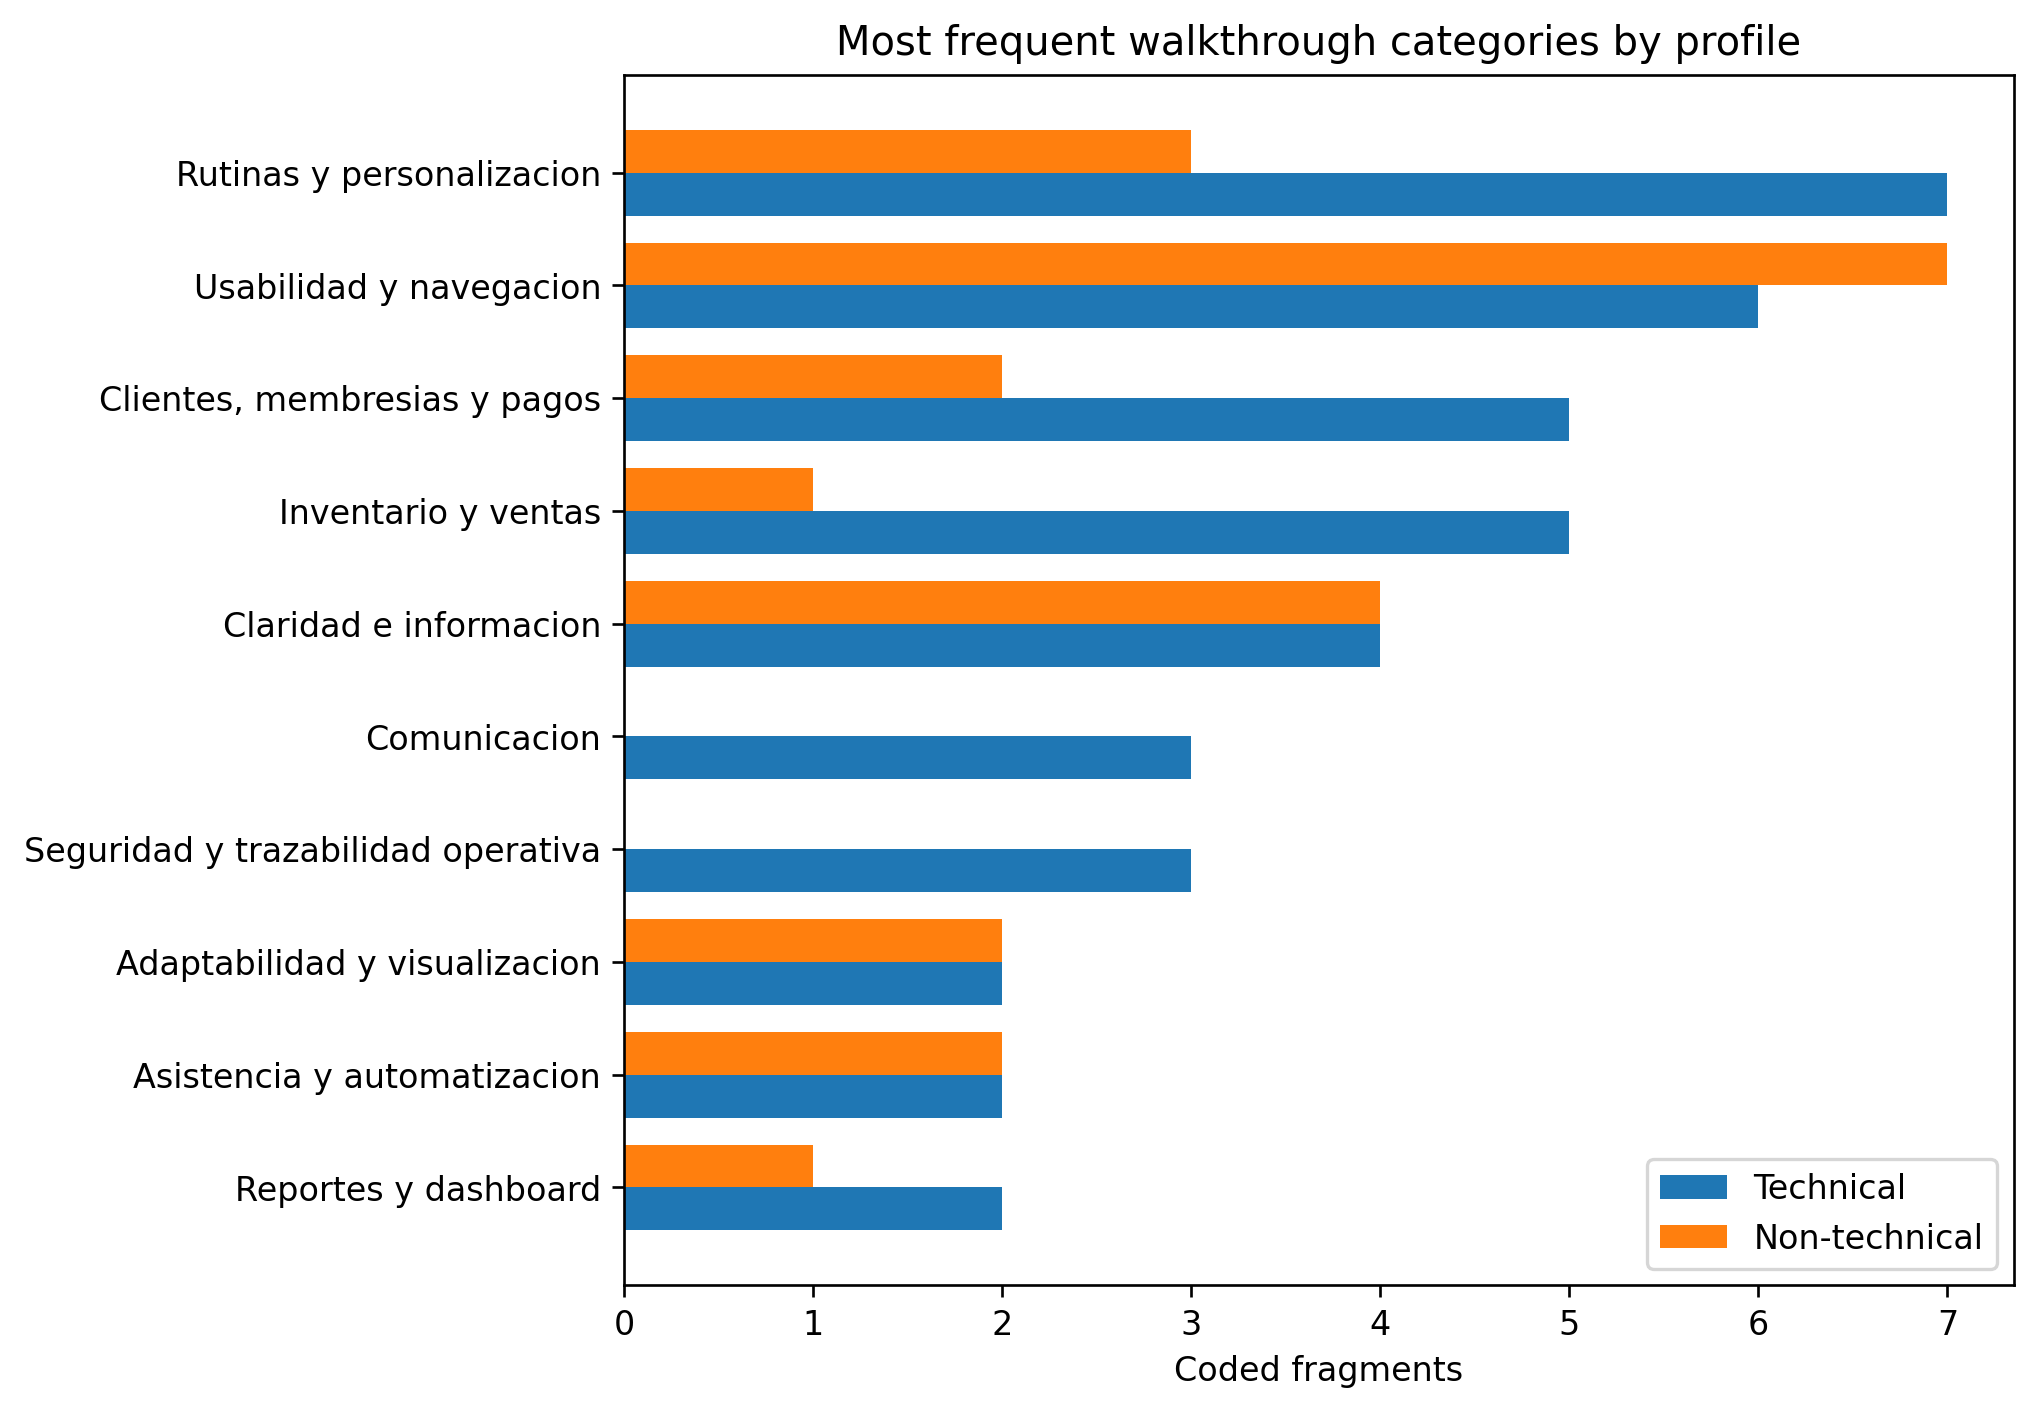 Most frequent walkthrough categories by profile
Rutinas y personalizacion
Usabilidad y navegacion
Clientes, membresias y pagos
Inventario y ventas
Claridad e informacion
Comunicacion
Seguridad y trazabilidad operativa
Adaptabilidad y visualizacion
Asistencia y automatizacion
Reportes y dashboard
Technical
Non-technical
0 1 2 3 4 5 6 7
Coded fragments